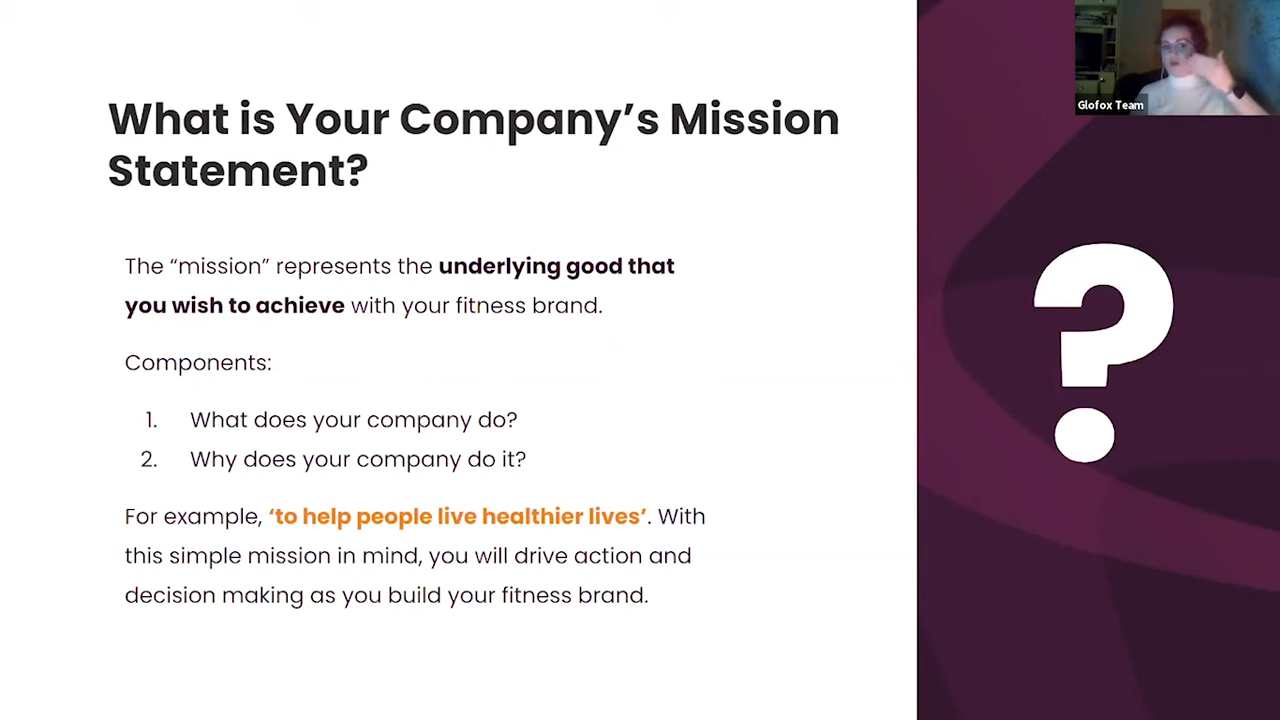 What is Your Company’s Mission
Statement?
The “mission” represents the underlying good that
you wish to achieve with your fitness brand.
Components:
1. What does your company do?
2. Why does your company do it?
For example, ‘to help people live healthier lives’. With
this simple mission in mind, you will drive action and
decision making as you build your fitness brand.
?
Glofox Team